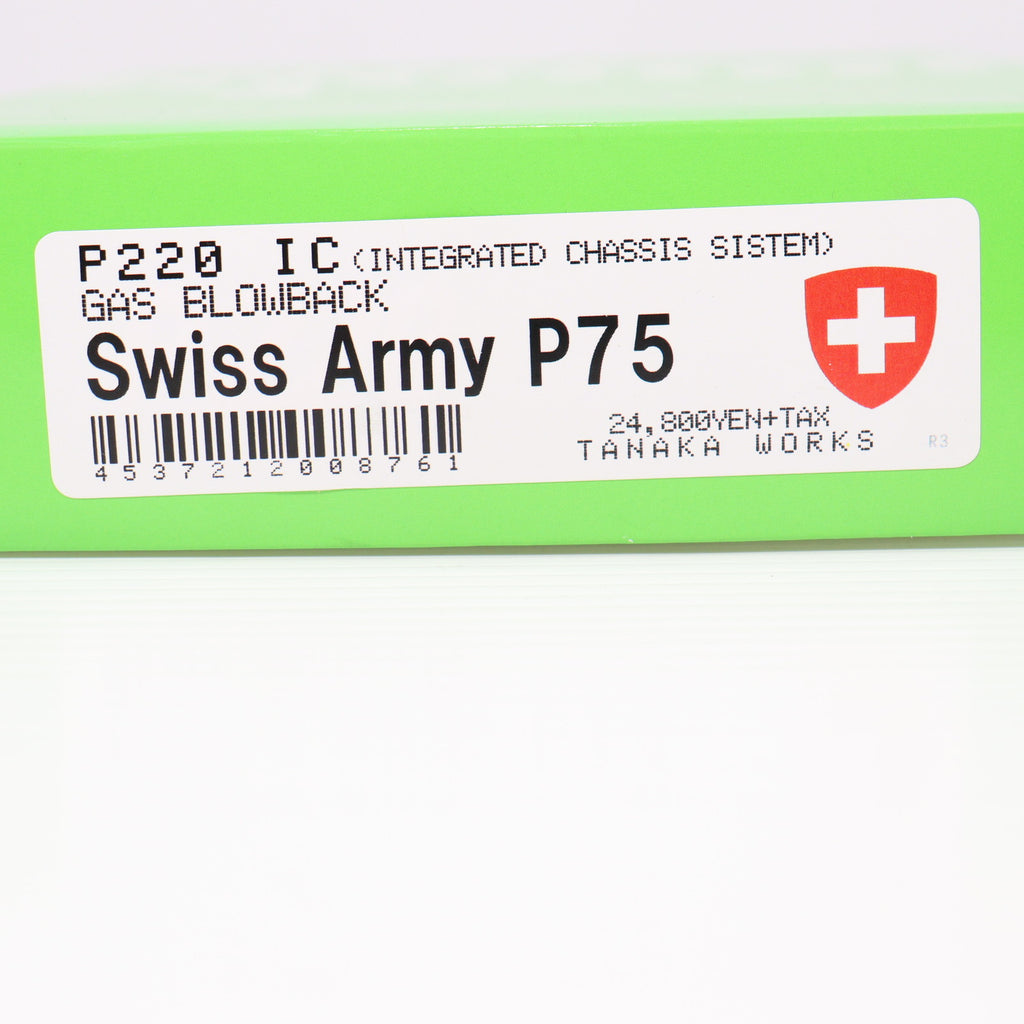 P220 IC (INTEGRATED CHASSIS SISTEM)
GAS BLOWBACK
Swiss Army P75
4537212008761
24,800YEN+TAX
TANAKA WORKS
R3